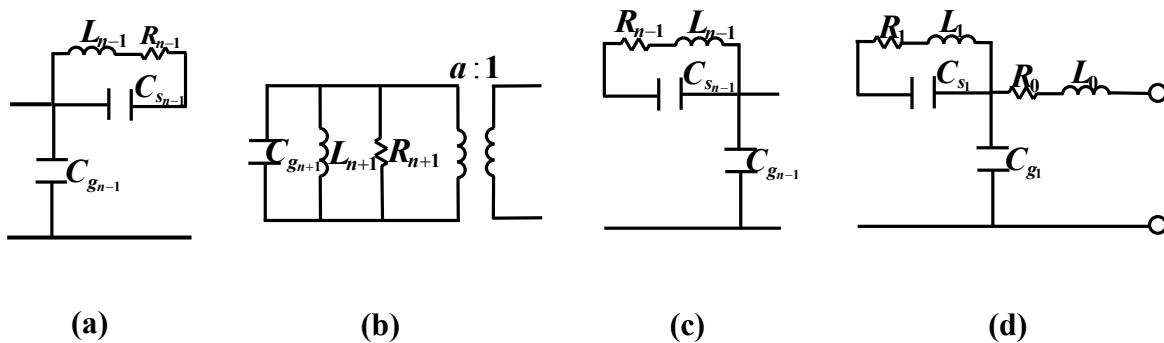 L_{n-1} R_{n-1}
C_{s_{n-1}}
C_{g_{n-1}}
(a)
a : 1
C_{g_{n+1}} L_{n+1} R_{n+1}
(b)
R_{n-1} L_{n-1}
C_{s_{n-1}}
C_{g_{n-1}}
(c)
R_1 L_1
C_{s_1} R_0 L_0
C_{g_1}
(d)